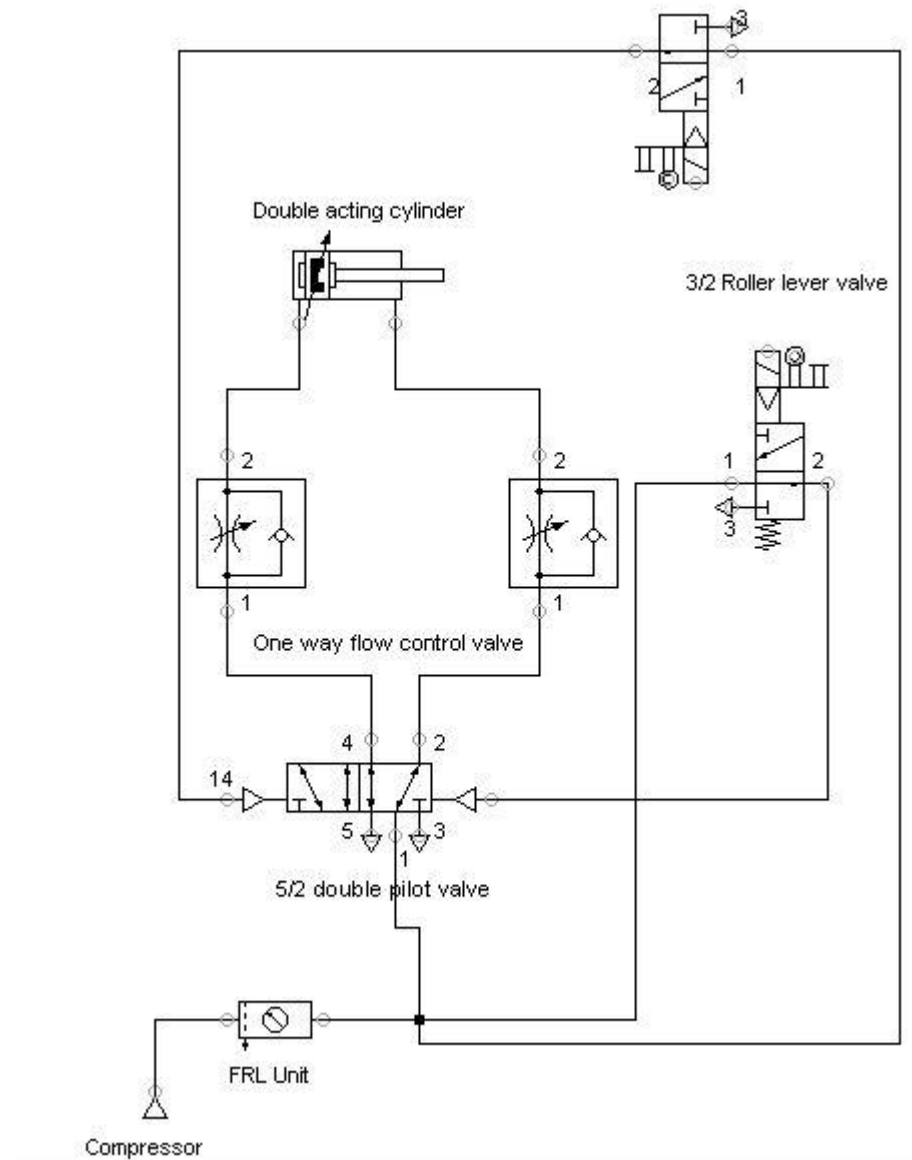 3
2 1
Double acting cylinder
3/2 Roller lever valve
2 2 1 2
3
1 1
One way flow control valve
4 2
14
5 3
1
5/2 double pilot valve
FRL Unit
Compressor